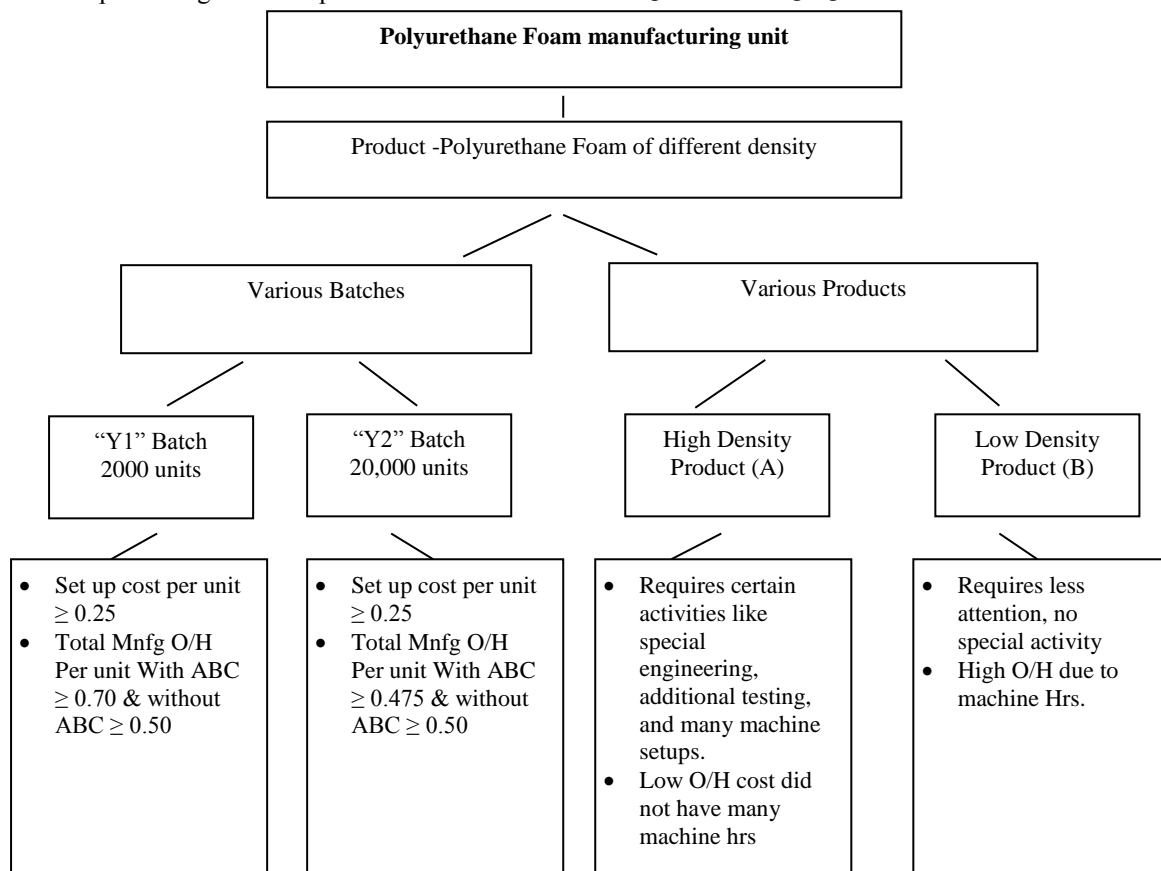 Polyurethane Foam manufacturing unit
Product -Polyurethane Foam of different density
Various Batches
Various Products
“Y1” Batch
2000 units
“Y2” Batch
20,000 units
High Density
Product (A)
Low Density
Product (B)
• Set up cost per unit
≥ 0.25
• Total Mnfg O/H
Per unit With ABC
≥ 0.70 & without
ABC ≥ 0.50
• Set up cost per unit
≥ 0.25
• Total Mnfg O/H
Per unit With ABC
≥ 0.475 & without
ABC ≥ 0.50
• Requires certain
activities like
special
engineering,
additional testing,
and many machine
setups.
• Low O/H cost did
not have many
machine hrs
• Requires less
attention, no
special activity
• High O/H due to
machine Hrs.